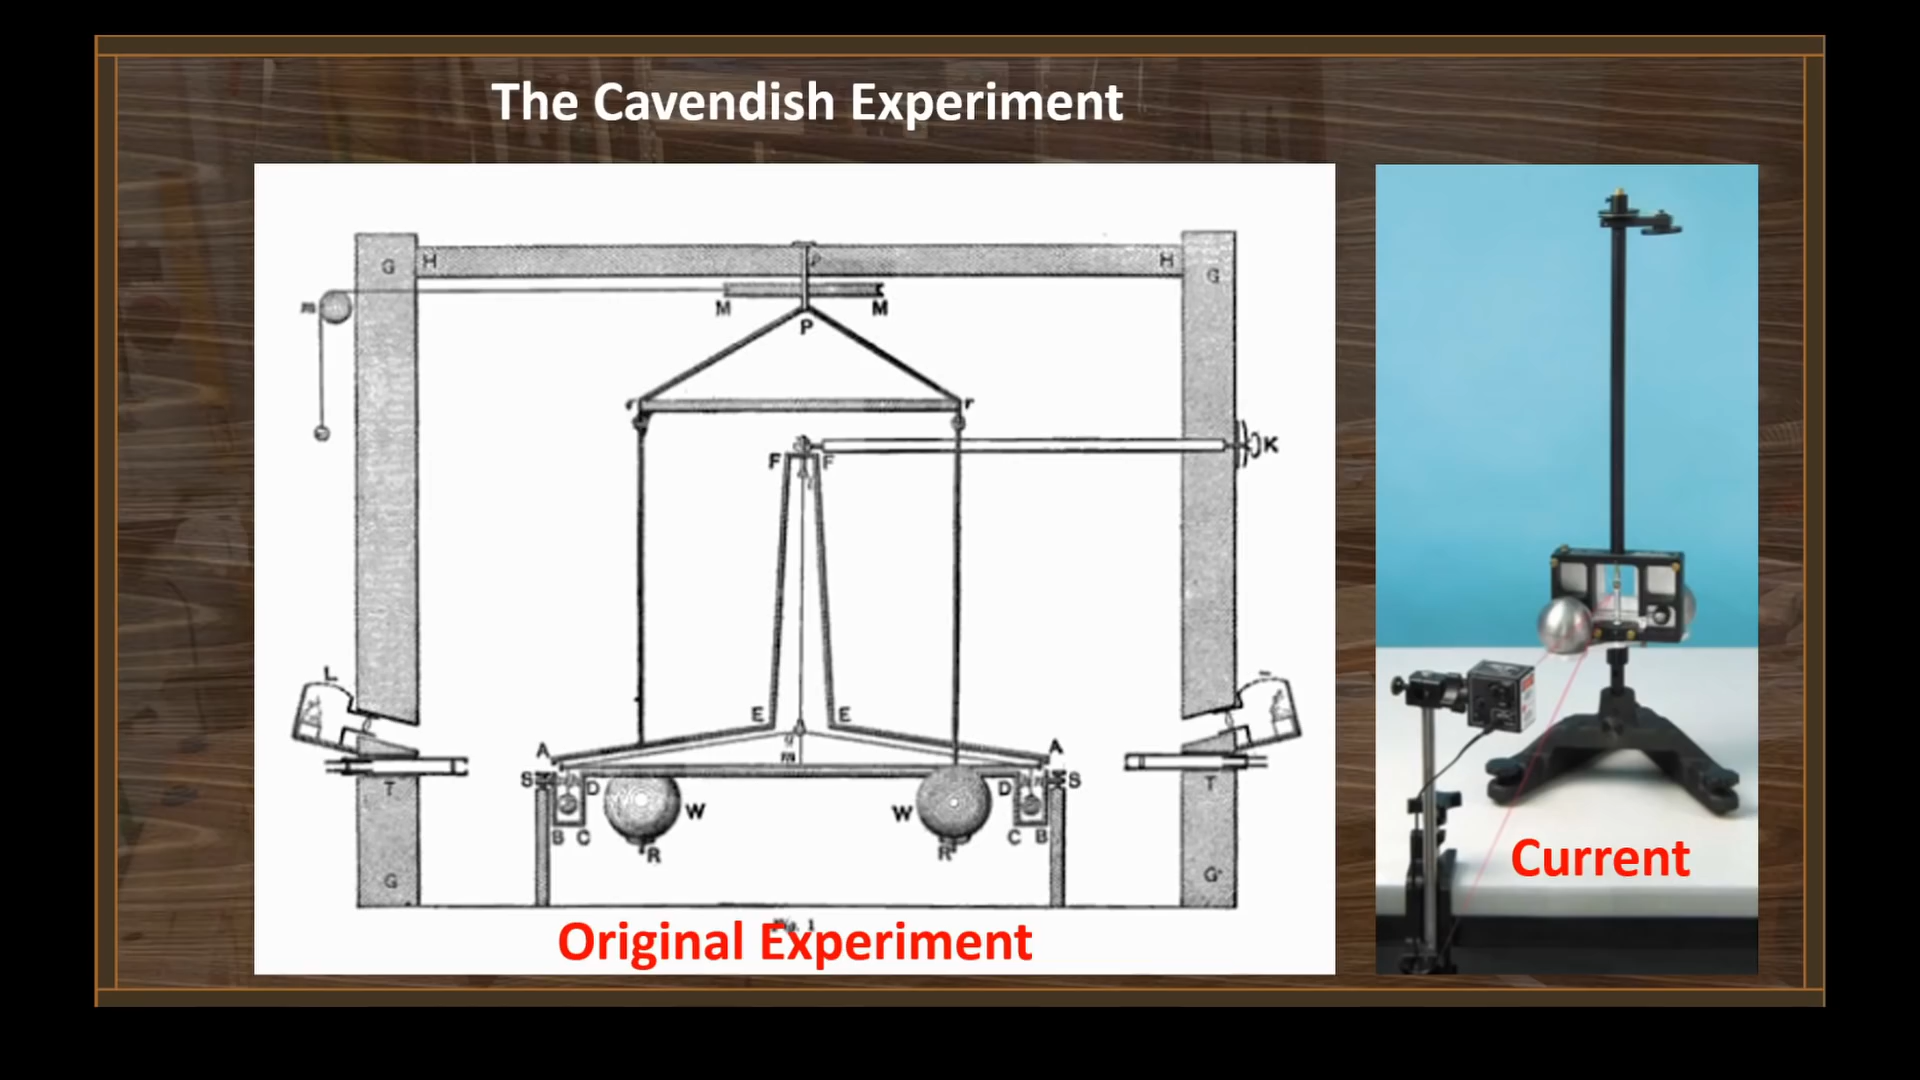 The Cavendish Experiment
G H P H G
m M M
P
r r
F F K
L
E E
g
A m A
S D D S
T W W T
B C C B
R R
G G
Original Experiment
Current